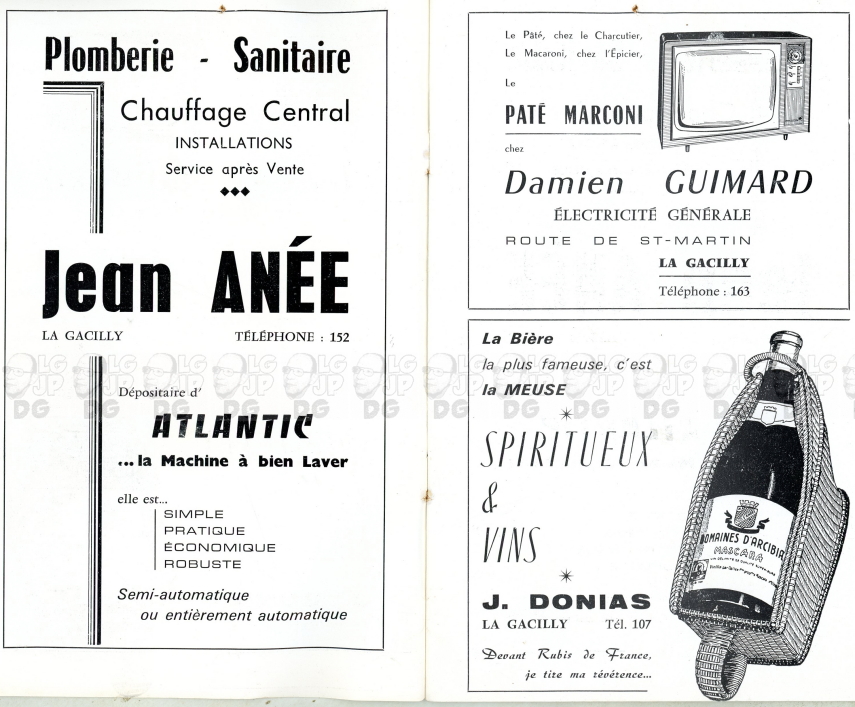 Plomberie - Sanitaire
Chauffage Central
INSTALLATIONS
Service après Vente
Jean ANÉE
LA GACILLY TÉLÉPHONE : 152
Dépositaire d'
ATLANTIC
...la Machine à bien Laver
elle est...
SIMPLE
PRATIQUE
ÉCONOMIQUE
ROBUSTE
Semi-automatique
ou entièrement automatique
Le Pâté, chez le Charcutier,
Le Macaroni, chez l'Épicier,
Le
PATÉ MARCONI
chez
Damien GUIMARD
ÉLECTRICITÉ GÉNÉRALE
ROUTE DE ST-MARTIN
LA GACILLY
Téléphone : 163
La Bière
la plus fameuse, c'est
la MEUSE
SPIRITUEUX
&
VINS
J. DONIAS
LA GACILLY Tél. 107
Devant Rubis de France,
je tire ma révérence...
DOMAINES D'ARCIBIA
MASCARA